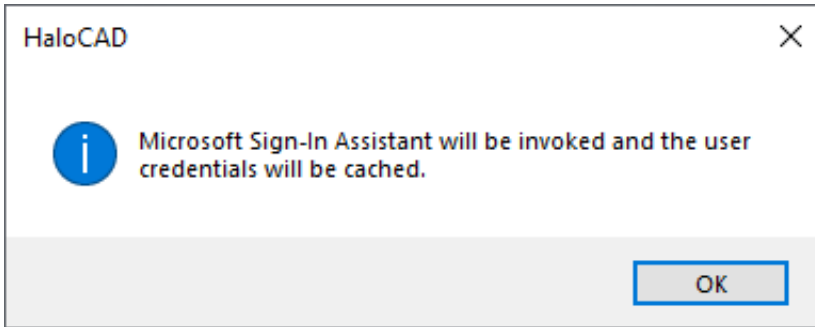 HaloCAD
Microsoft Sign-In Assistant will be invoked and the user
credentials will be cached.
OK